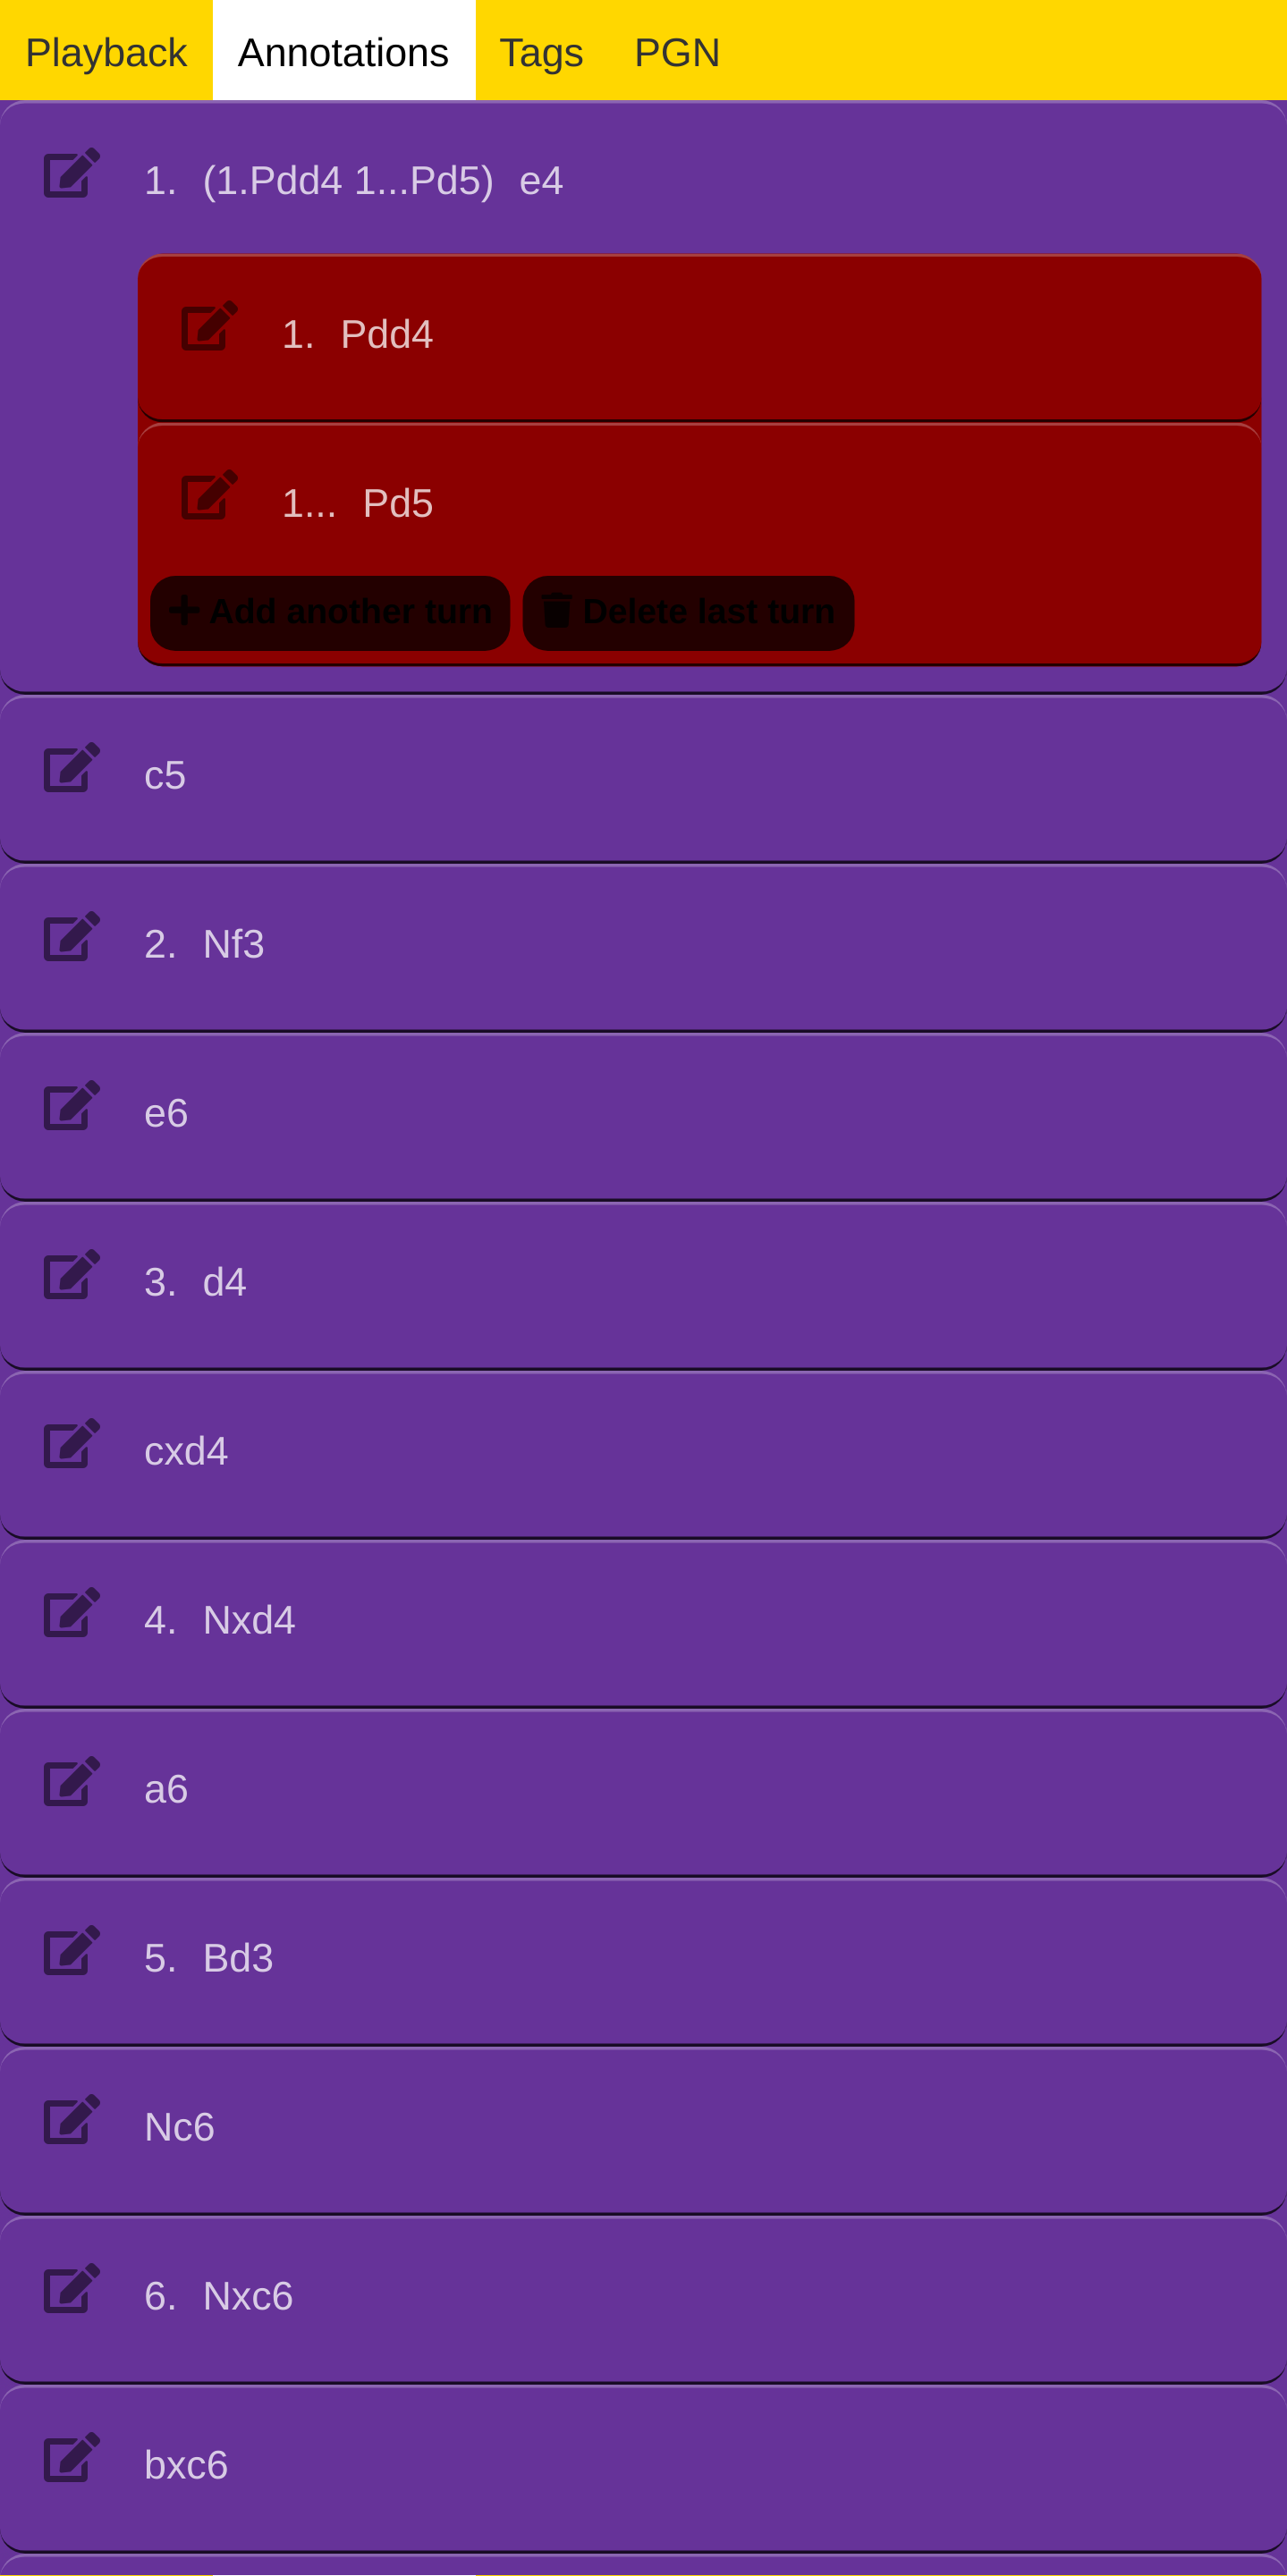 Playback Annotations Tags PGN
1. (1.Pdd4 1...Pd5) e4
1. Pdd4
1... Pd5
Add another turn Delete last turn
c5
2. Nf3
e6
3. d4
cxd4
4. Nxd4
a6
5. Bd3
Nc6
6. Nxc6
bxc6